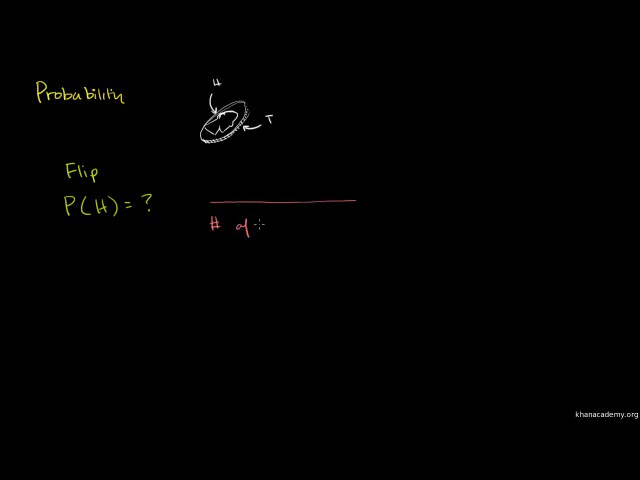 H
Probability
T
Flip
P(H) = ?
# of
khanacademy.org